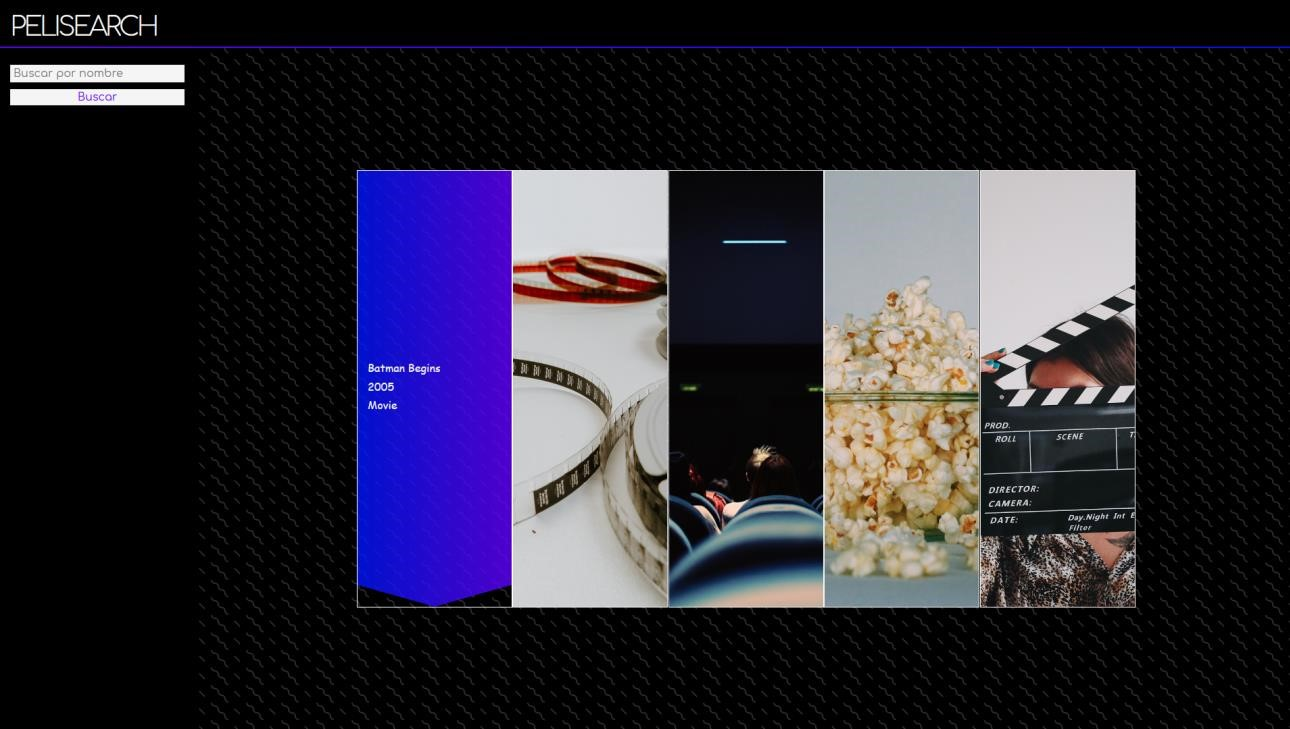 PELISEARCH
Buscar por nombre
Buscar
Batman Begins
2005
Movie
PROD.
ROLL
SCENE
T
DIRECTOR:
CAMERA:
DATE:
Day.Night Int E
Filter